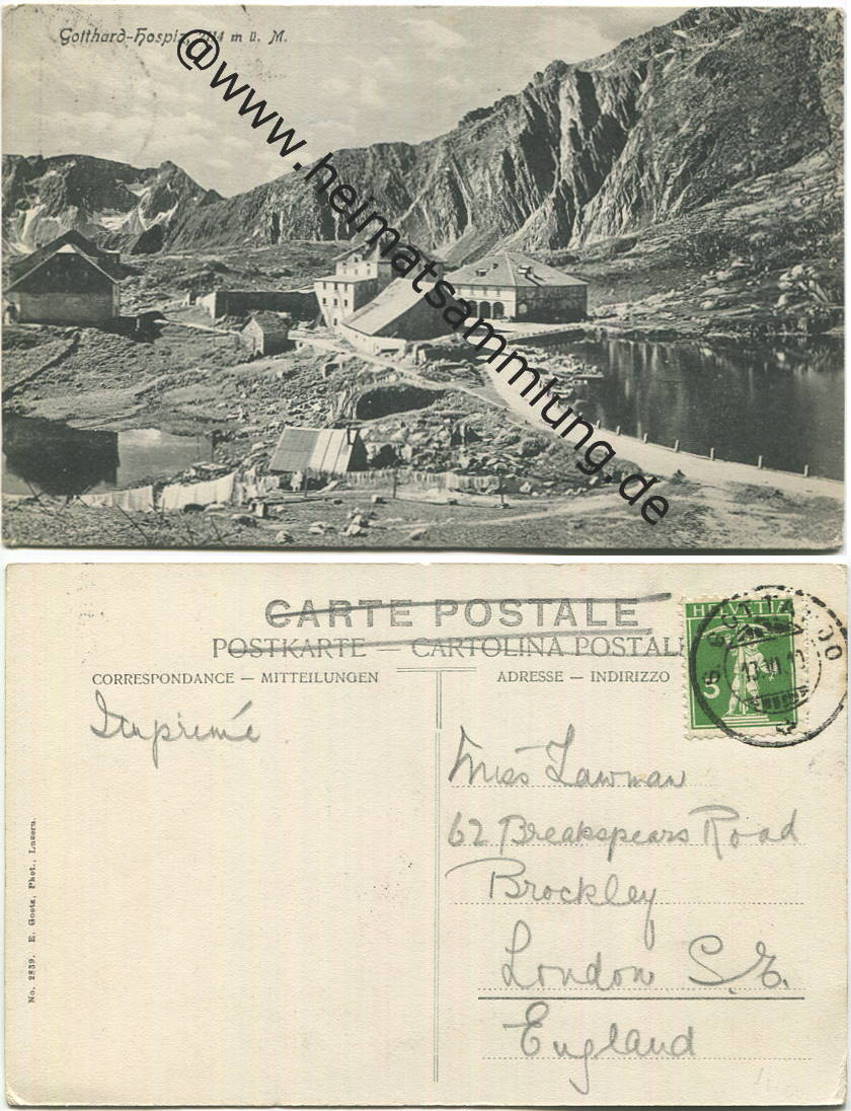 Gotthard-Hospiz, 2114 m ü. M.
@www.heimatsammlung.de
CARTE POSTALE
POSTKARTE — CARTOLINA POSTALE
CORRESPONDANCE — MITTEILUNGEN
ADRESSE — INDIRIZZO
HELVETIA
5
Imprimé
Miss Lawman
62 Breakspears Road
Brockley
London S.E.
England
No. 2839. E. Goetz, Phot., Luzern.